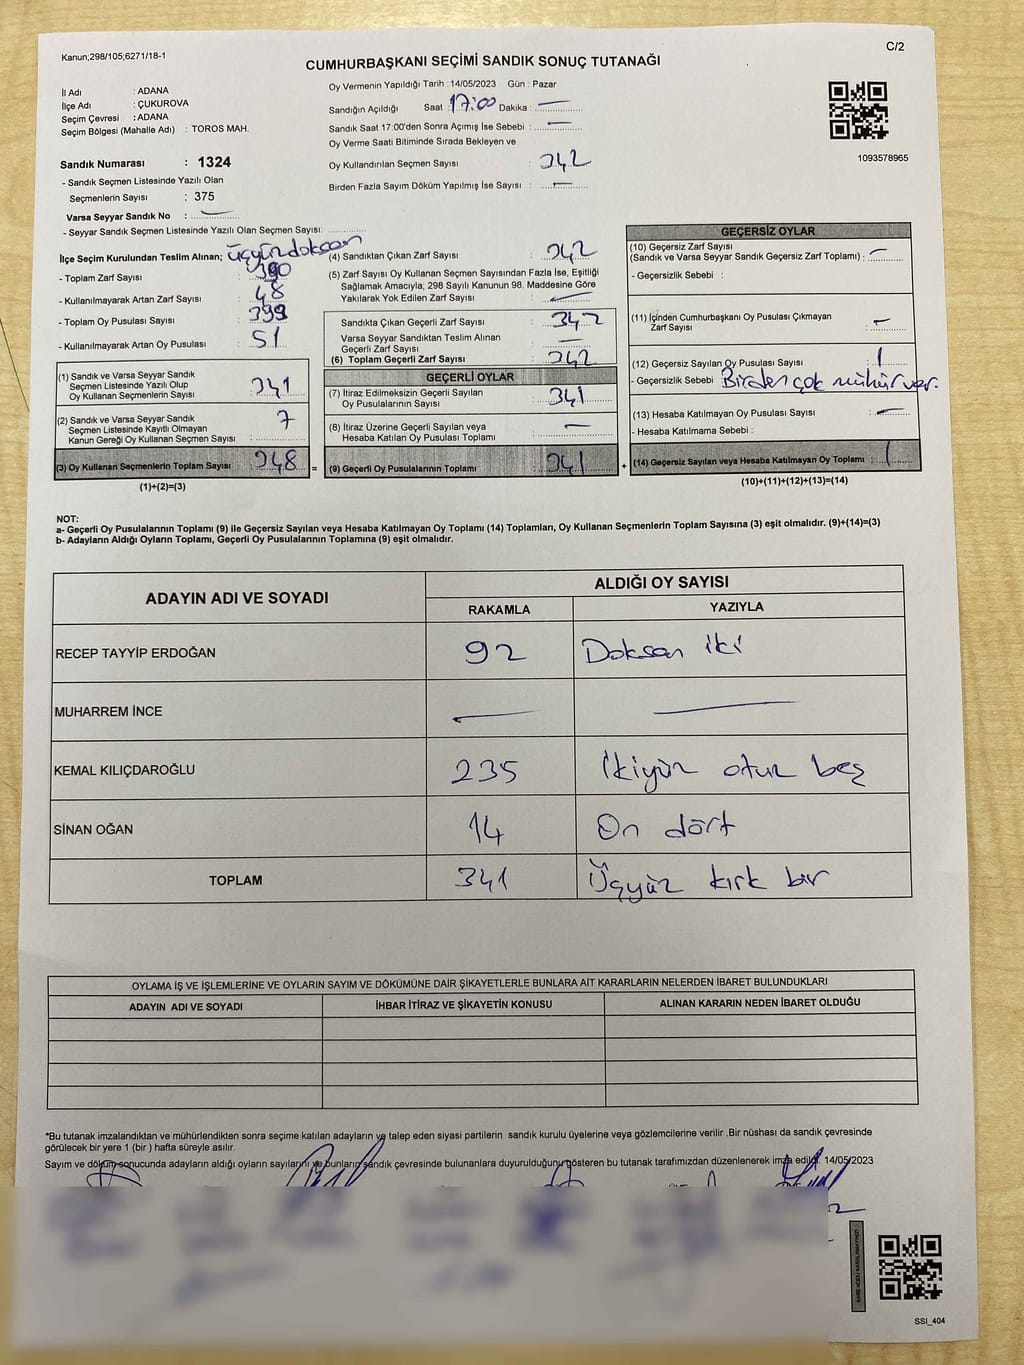 Kanun;298/105;6271/18-1
C/2
CUMHURBAŞKANI SEÇİMİ SANDIK SONUÇ TUTANAĞI
İl Adı : ADANA
İlçe Adı : ÇUKUROVA
Seçim Çevresi : ADANA
Seçim Bölgesi (Mahalle Adı) : TOROS MAH.
Sandık Numarası : 1324
- Sandık Seçmen Listesinde Yazılı Olan
Seçmenlerin Sayısı : 375
Varsa Seyyar Sandık No : —
- Seyyar Sandık Seçmen Listesinde Yazılı Olan Seçmen Sayısı:
Oy Vermenin Yapıldığı Tarih : 14/05/2023 Gün : Pazar
Sandığın Açıldığı Saat : 17:00 Dakika : —
Sandık Saat 17:00'den Sonra Açımış İse Sebebi : —
Oy Verme Saati Bitiminde Sırada Bekleyen ve
Oy Kullandırılan Seçmen Sayısı : 342
Birden Fazla Sayım Döküm Yapılmış İse Sayısı : —
1093578965
İlçe Seçim Kurulundan Teslim Alınan; üçyüzdoksan
- Toplam Zarf Sayısı : 390
- Kullanılmayarak Artan Zarf Sayısı : 48
- Toplam Oy Pusulası Sayısı : 399
- Kullanılmayarak Artan Oy Pusulası : 51
(1) Sandık ve Varsa Seyyar Sandık
Seçmen Listesinde Yazılı Olup
Oy Kullanan Seçmenlerin Sayısı : 341
(2) Sandık ve Varsa Seyyar Sandık
Seçmen Listesinde Kayıtlı Olmayan
Kanun Gereği Oy Kullanan Seçmen Sayısı : 7
(3) Oy Kullanan Seçmenlerin Toplam Sayısı : 348
(1)+(2)=(3)
(4) Sandıktan Çıkan Zarf Sayısı : 342
(5) Zarf Sayısı Oy Kullanan Seçmen Sayısından Fazla İse, Eşitliği
Sağlamak Amacıyla; 298 Sayılı Kanunun 98. Maddesine Göre
Yakılarak Yok Edilen Zarf Sayısı : —
Sandıkta Çıkan Geçerli Zarf Sayısı : 342
Varsa Seyyar Sandıktan Teslim Alınan
Geçerli Zarf Sayısı : —
(6) Toplam Geçerli Zarf Sayısı : 342
GEÇERLİ OYLAR
(7) İtiraz Edilmeksizin Geçerli Sayılan
Oy Pusulalarının Sayısı : 341
(8) İtiraz Üzerine Geçerli Sayılan veya
Hesaba Katılan Oy Pusulası Toplamı : —
= (9) Geçerli Oy Pusulalarının Toplamı : 341 +
GEÇERSİZ OYLAR
(10) Geçersiz Zarf Sayısı
(Sandık ve Varsa Seyyar Sandık Geçersiz Zarf Toplamı) : —
- Geçersizlik Sebebi :
(11) İçinden Cumhurbaşkanı Oy Pusulası Çıkmayan
Zarf Sayısı : —
(12) Geçersiz Sayılan Oy Pusulası Sayısı : 1
- Geçersizlik Sebebi : Birden çok mühür var.
(13) Hesaba Katılmayan Oy Pusulası Sayısı : —
- Hesaba Katılmama Sebebi :
(14) Geçersiz Sayılan veya Hesaba Katılmayan Oy Toplamı : 1
(10)+(11)+(12)+(13)=(14)
NOT:
a- Geçerli Oy Pusulalarının Toplamı (9) ile Geçersiz Sayılan veya Hesaba Katılmayan Oy Toplamı (14) Toplamları, Oy Kullanan Seçmenlerin Toplam Sayısına (3) eşit olmalıdır. (9)+(14)=(3)
b- Adayların Aldığı Oyların Toplamı, Geçerli Oy Pusulalarının Toplamına (9) eşit olmalıdır.
ADAYIN ADI VE SOYADI ALDIĞI OY SAYISI
RAKAMLA YAZIYLA
RECEP TAYYİP ERDOĞAN 92 Doksan iki
MUHARREM İNCE — —
KEMAL KILIÇDAROĞLU 235 İkiyüz otuz beş
SİNAN OĞAN 14 On dört
TOPLAM 341 Üçyüz kırk bir
OYLAMA İŞ VE İŞLEMLERİNE VE OYLARIN SAYIM VE DÖKÜMÜNE DAİR ŞİKAYETLERLE BUNLARA AİT KARARLARIN NELERDEN İBARET BULUNDUKLARI
ADAYIN ADI VE SOYADI İHBAR İTİRAZ VE ŞİKAYETİN KONUSU ALINAN KARARIN NEDEN İBARET OLDUĞU
*Bu tutanak imzalandıktan ve mühürlendikten sonra seçime katılan adayların ve talep eden siyasi partilerin sandık kurulu üyelerine veya gözlemcilerine verilir .Bir nüshası da sandık çevresinde
görülecek bir yere 1 (bir ) hafta süreyle asılır.
Sayım ve döküm sonucunda adayların aldığı oyların sayılarını ve bunların sandık çevresinde bulunanlara duyurulduğunu gösteren bu tutanak tarafımızdan düzenlenerek imza edildi. 14/05/2023
SSI_404